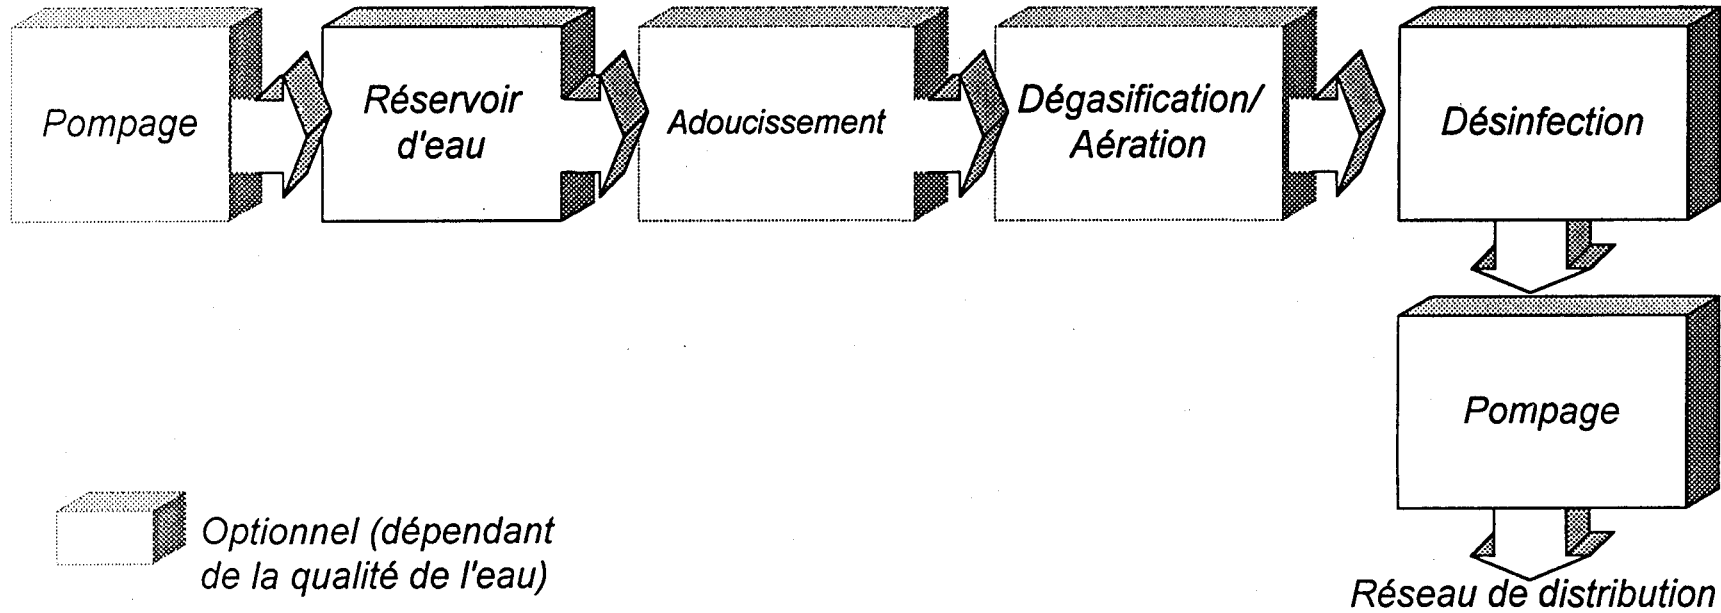 Pompage
Réservoir
d'eau
Adoucissement
Dégasification/
Aération
Désinfection
Pompage
Optionnel (dépendant
de la qualité de l'eau)
Réseau de distribution